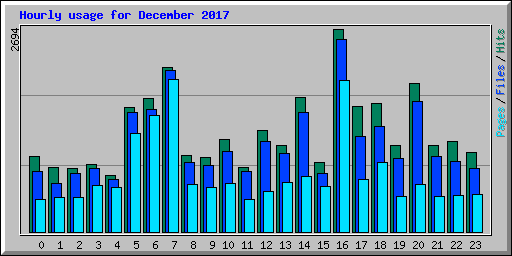 Hourly usage for December 2017
2694
Pages/Files/Hits
0 1 2 3 4 5 6 7 8 9 10 11 12 13 14 15 16 17 18 19 20 21 22 23